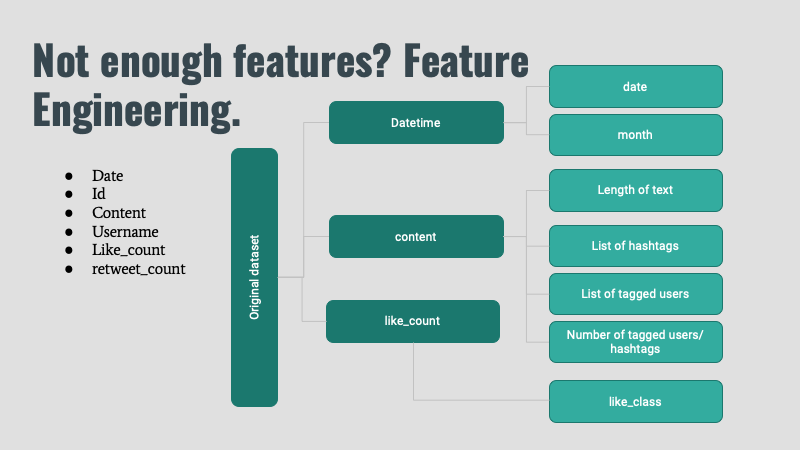 Not enough features? Feature
Engineering.
● Date
● Id
● Content
● Username
● Like_count
● retweet_count
Original dataset
Datetime
date
month
content
Length of text
List of hashtags
List of tagged users
Number of tagged users/
hashtags
like_count
like_class